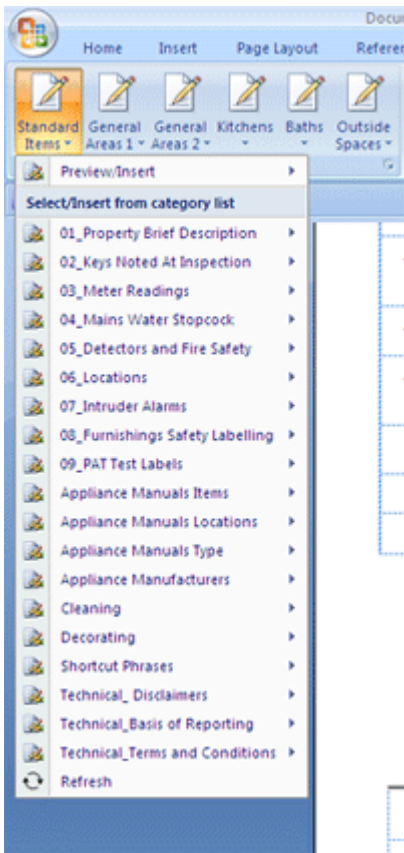 Docu
Home Insert Page Layout Referen
Standard General General Kitchens Baths Outside
Items Areas 1 Areas 2 Spaces
Preview/Insert
Select/Insert from category list
01_Property Brief Description
02_Keys Noted At Inspection
03_Meter Readings
04_Mains Water Stopcock
05_Detectors and Fire Safety
06_Locations
07_Intruder Alarms
08_Furnishings Safety Labelling
09_PAT Test Labels
Appliance Manuals Items
Appliance Manuals Locations
Appliance Manuals Type
Appliance Manufacturers
Cleaning
Decorating
Shortcut Phrases
Technical_ Disclaimers
Technical_Basis of Reporting
Technical_Terms and Conditions
Refresh